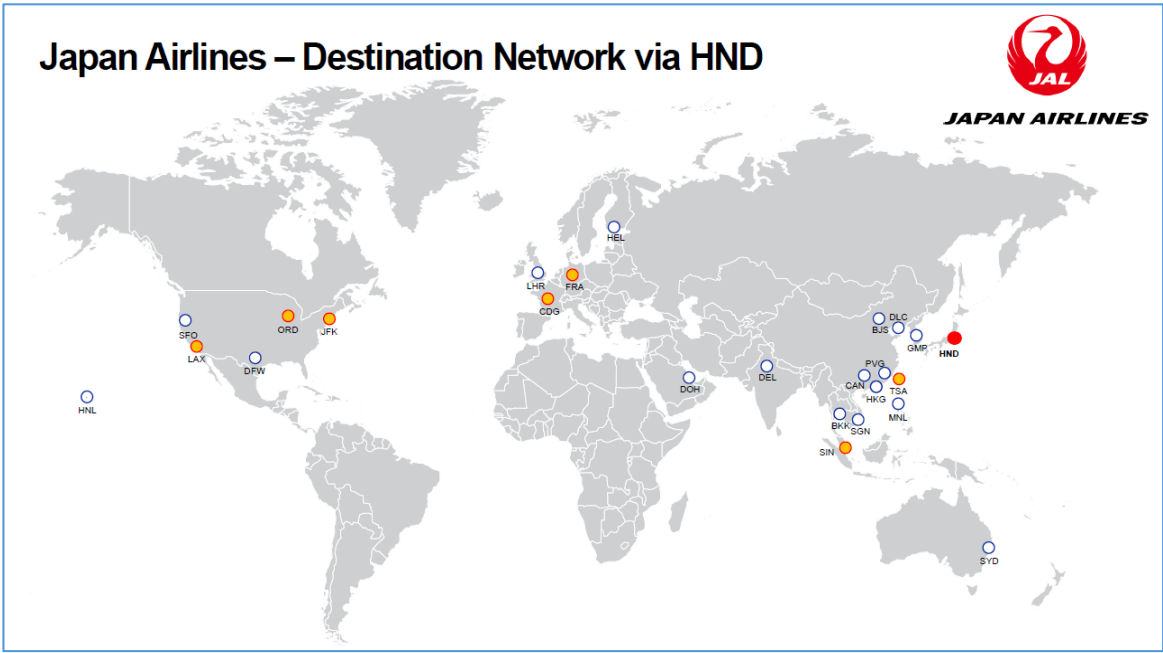 Japan Airlines – Destination Network via HND
JAL
JAPAN AIRLINES
HEL
LHR
FRA
CDG
SFO
ORD
JFK
LAX
DFW
HNL
DLC
BJS
GMP
HND
PVG
DEL
DOH
CAN
TSA
HKG
MNL
BKK
SGN
SIN
SYD